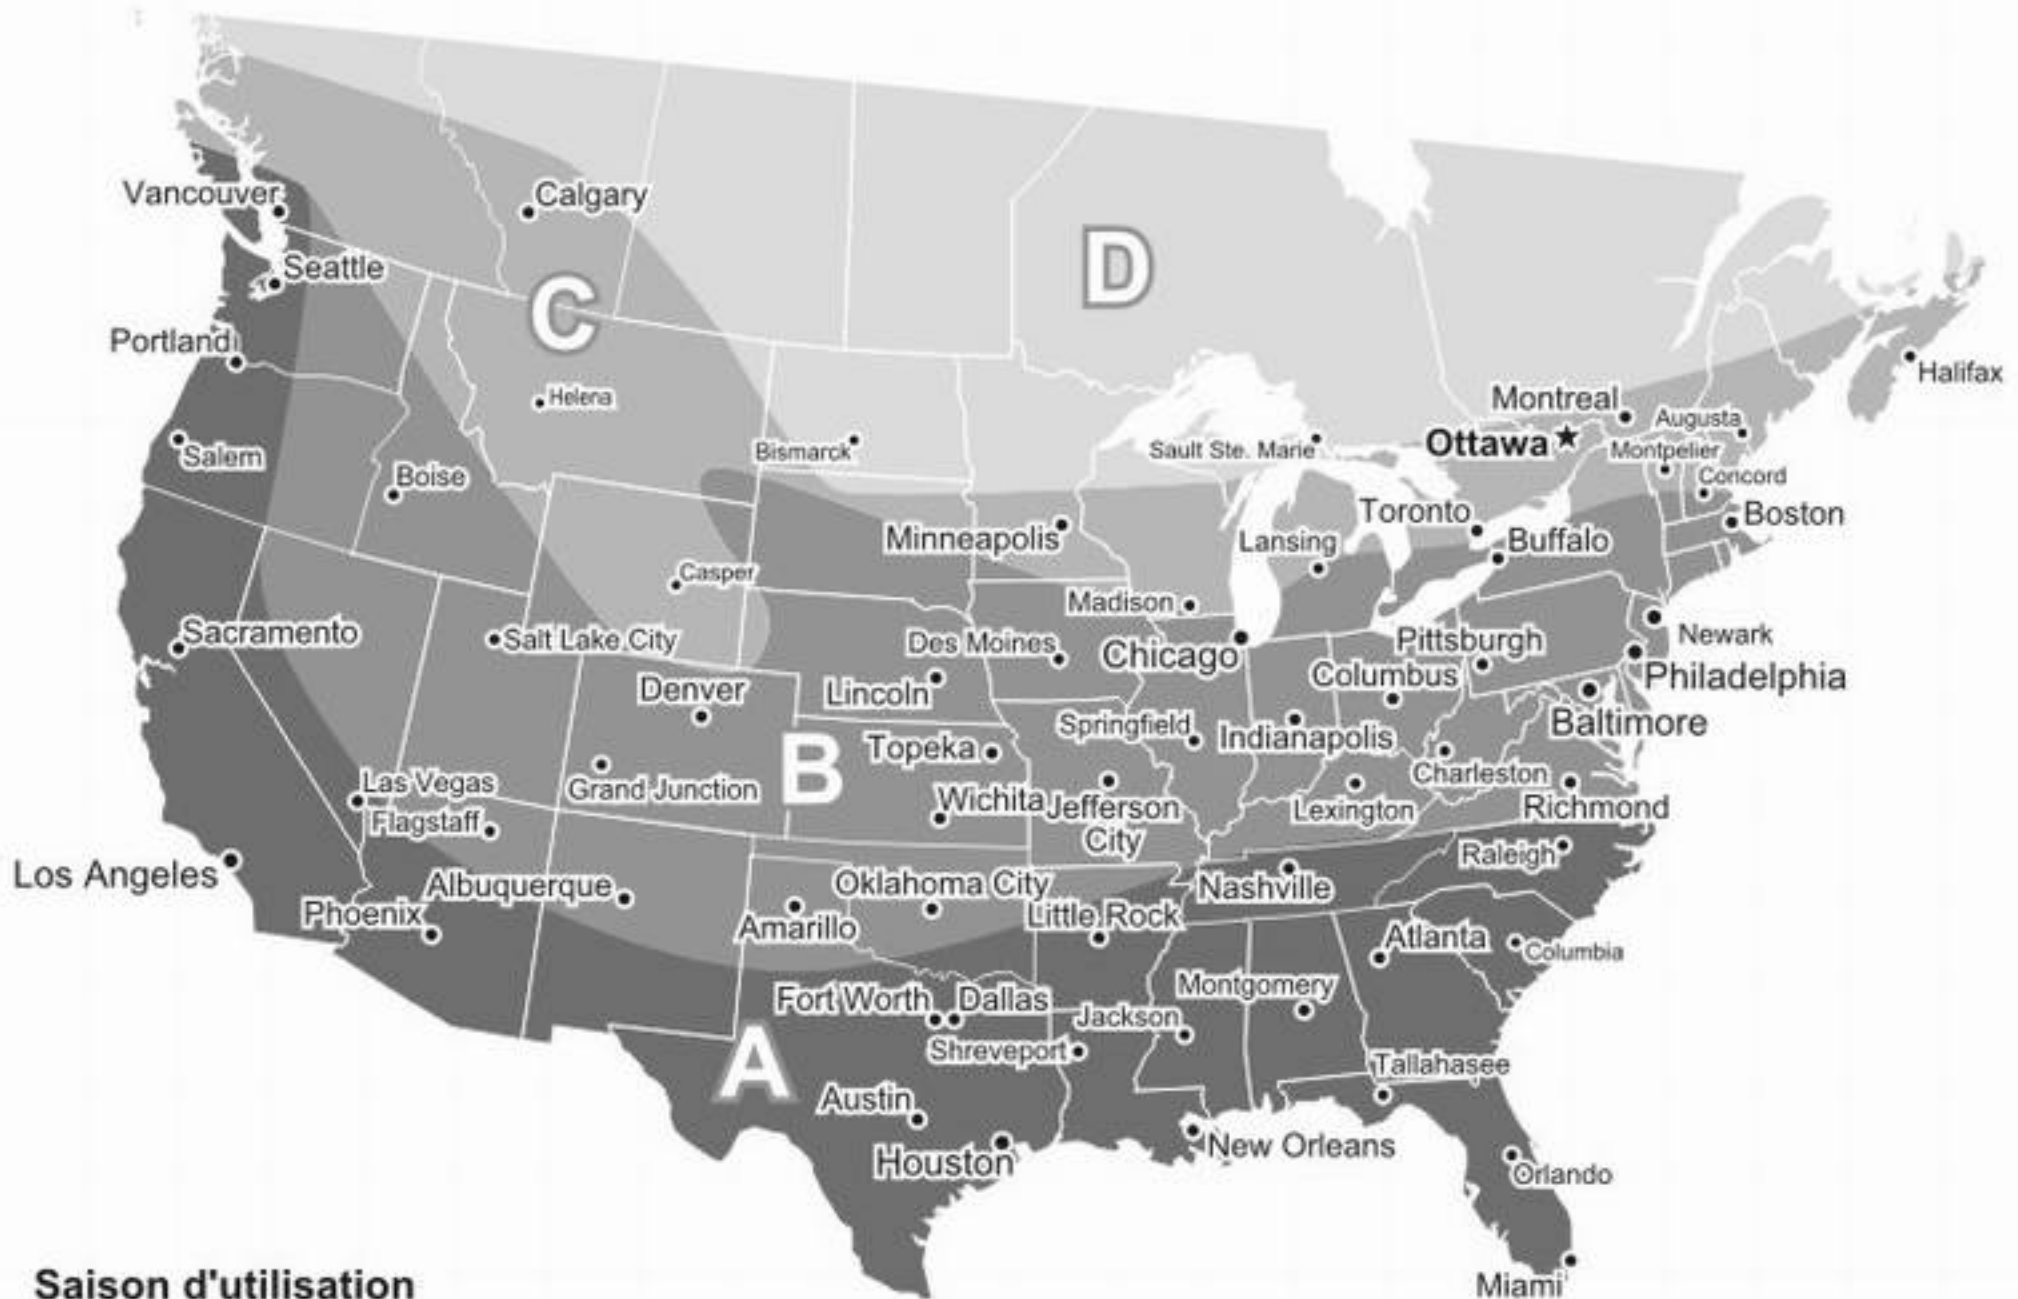 Vancouver
Calgary
Seattle
D
C
Portland
Halifax
Helena
Montreal
Augusta
Sault Ste. Marie
Ottawa
Bismarck
Montpelier
Salem
Boise
Concord
Toronto
Boston
Minneapolis
Lansing
Buffalo
Casper
Madison
Sacramento
Salt Lake City
Des Moines
Chicago
Pittsburgh
Newark
Columbus
Philadelphia
Denver
Lincoln
Springfield
Indianapolis
Baltimore
Topeka
B
Las Vegas
Grand Junction
Charleston
Wichita
Jefferson
City
Lexington
Richmond
Flagstaff
Raleigh
Los Angeles
Albuquerque
Oklahoma City
Nashville
Phoenix
Amarillo
Little Rock
Atlanta
Columbia
Fort Worth
Dallas
Montgomery
Jackson
Shreveport
A
Tallahasee
Austin
Houston
New Orleans
Orlando
Saison d'utilisation
Miami